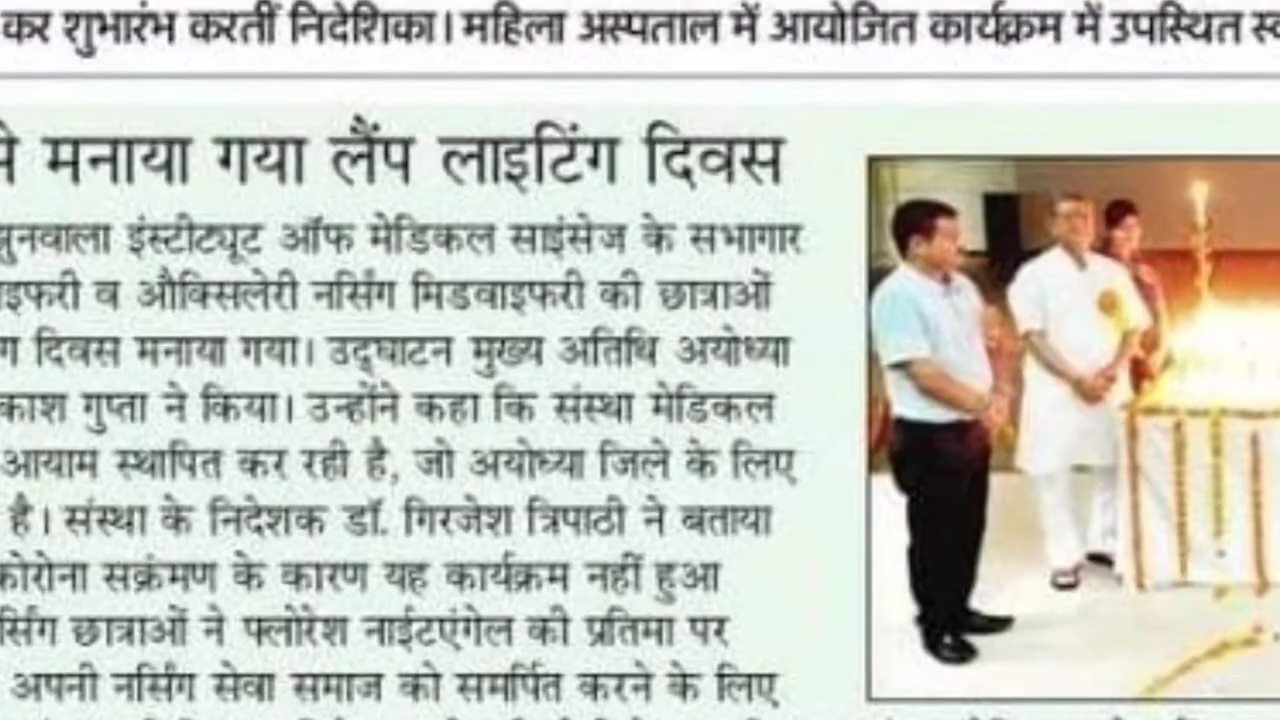 कर शुभारंभ करतीं निदेशिका। महिला अस्पताल में आयोजित कार्यक्रम में उपस्थित
मनाया गया लैंप लाइटिंग दिवस
इंस्टीट्यूट ऑफ मेडिकल साइंसेज के सभागार
व औक्सिलेरी नर्सिंग मिडवाइफरी की छात्राओं
दिवस मनाया गया। उद्घाटन मुख्य अतिथि अयोध्या
गुप्ता ने किया। उन्होंने कहा कि संस्था मेडिकल
आयाम स्थापित कर रही है, जो अयोध्या जिले के लिए
है। संस्था के निदेशक डॉ. गिरजेश त्रिपाठी ने बताया
कोरोना सक्रंमण के कारण यह कार्यक्रम नहीं हुआ
छात्राओं ने फ्लोरेश नाईटएंगेल की प्रतिमा पर
अपनी नर्सिंग सेवा समाज को समर्पित करने के लिए